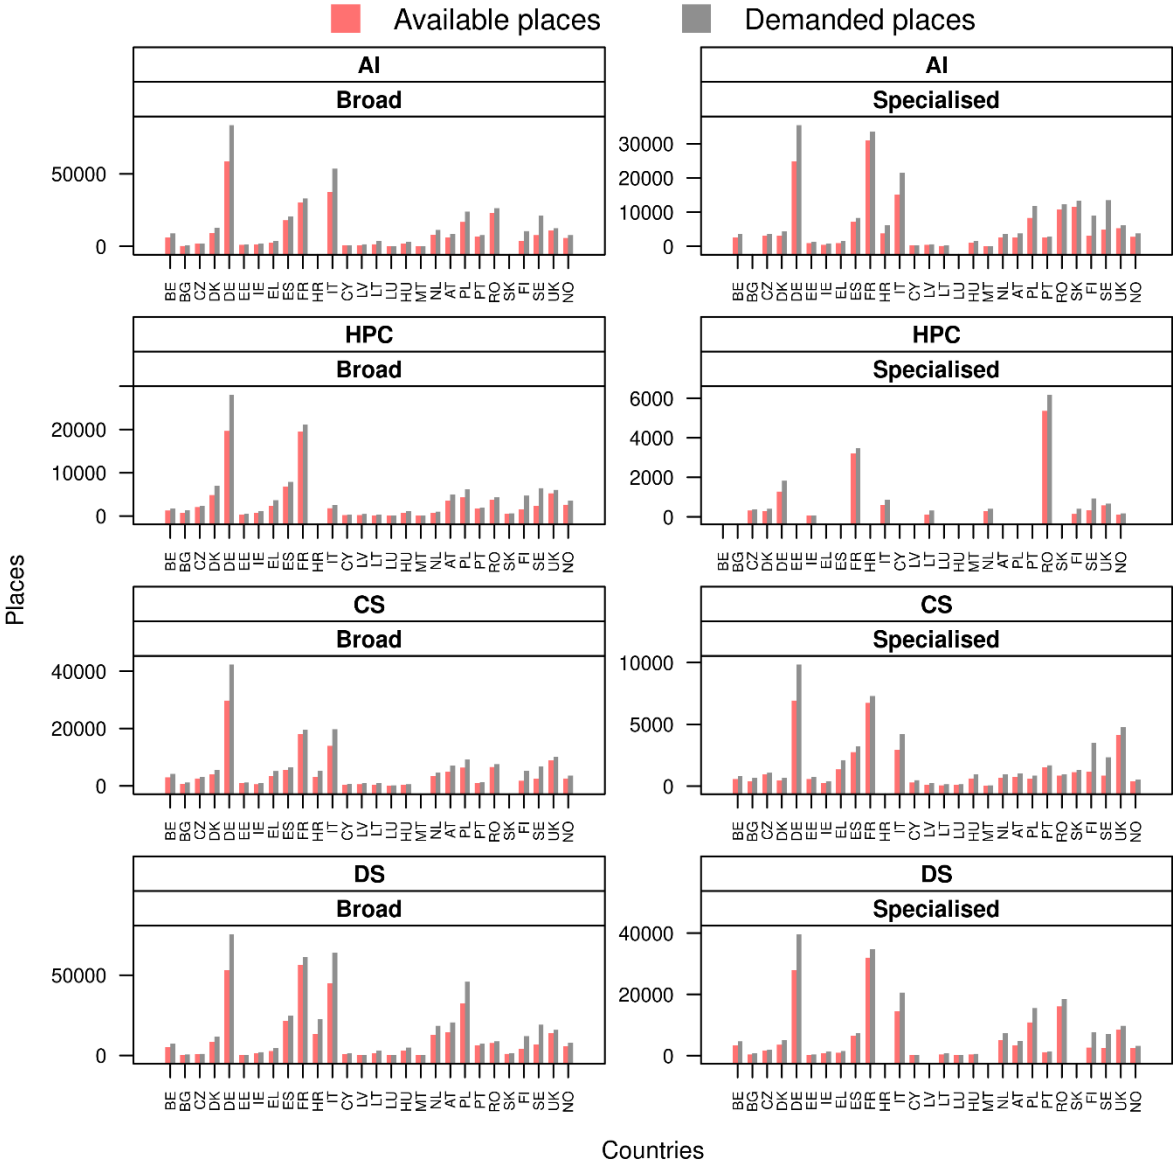 Available places Demanded places
AI AI
Broad Specialised
50000
0
30000
20000
10000
0
BE BG CZ DK DE EE IE EL ES FR HR IT CY LV LT LU HU MT NL AT PL PT RO SK FI SE UK NO
BE BG CZ DK DE EE IE EL ES FR HR IT CY LV LT LU HU MT NL AT PL PT RO SK FI SE UK NO
HPC HPC
Broad Specialised
20000
10000
0
6000
4000
2000
0
BE BG CZ DK DE EE IE EL ES FR HR IT CY LV LT LU HU MT NL AT PL PT RO SK FI SE UK NO
BE BG CZ DK DE EE IE EL ES FR HR IT CY LV LT LU HU MT NL AT PL PT RO SK FI SE UK NO
Places
CS CS
Broad Specialised
40000
20000
0
10000
5000
0
BE BG CZ DK DE EE IE EL ES FR HR IT CY LV LT LU HU MT NL AT PL PT RO SK FI SE UK NO
BE BG CZ DK DE EE IE EL ES FR HR IT CY LV LT LU HU MT NL AT PL PT RO SK FI SE UK NO
DS DS
Broad Specialised
50000
0
40000
20000
0
BE BG CZ DK DE EE IE EL ES FR HR IT CY LV LT LU HU MT NL AT PL PT RO SK FI SE UK NO
BE BG CZ DK DE EE IE EL ES FR HR IT CY LV LT LU HU MT NL AT PL PT RO SK FI SE UK NO
Countries